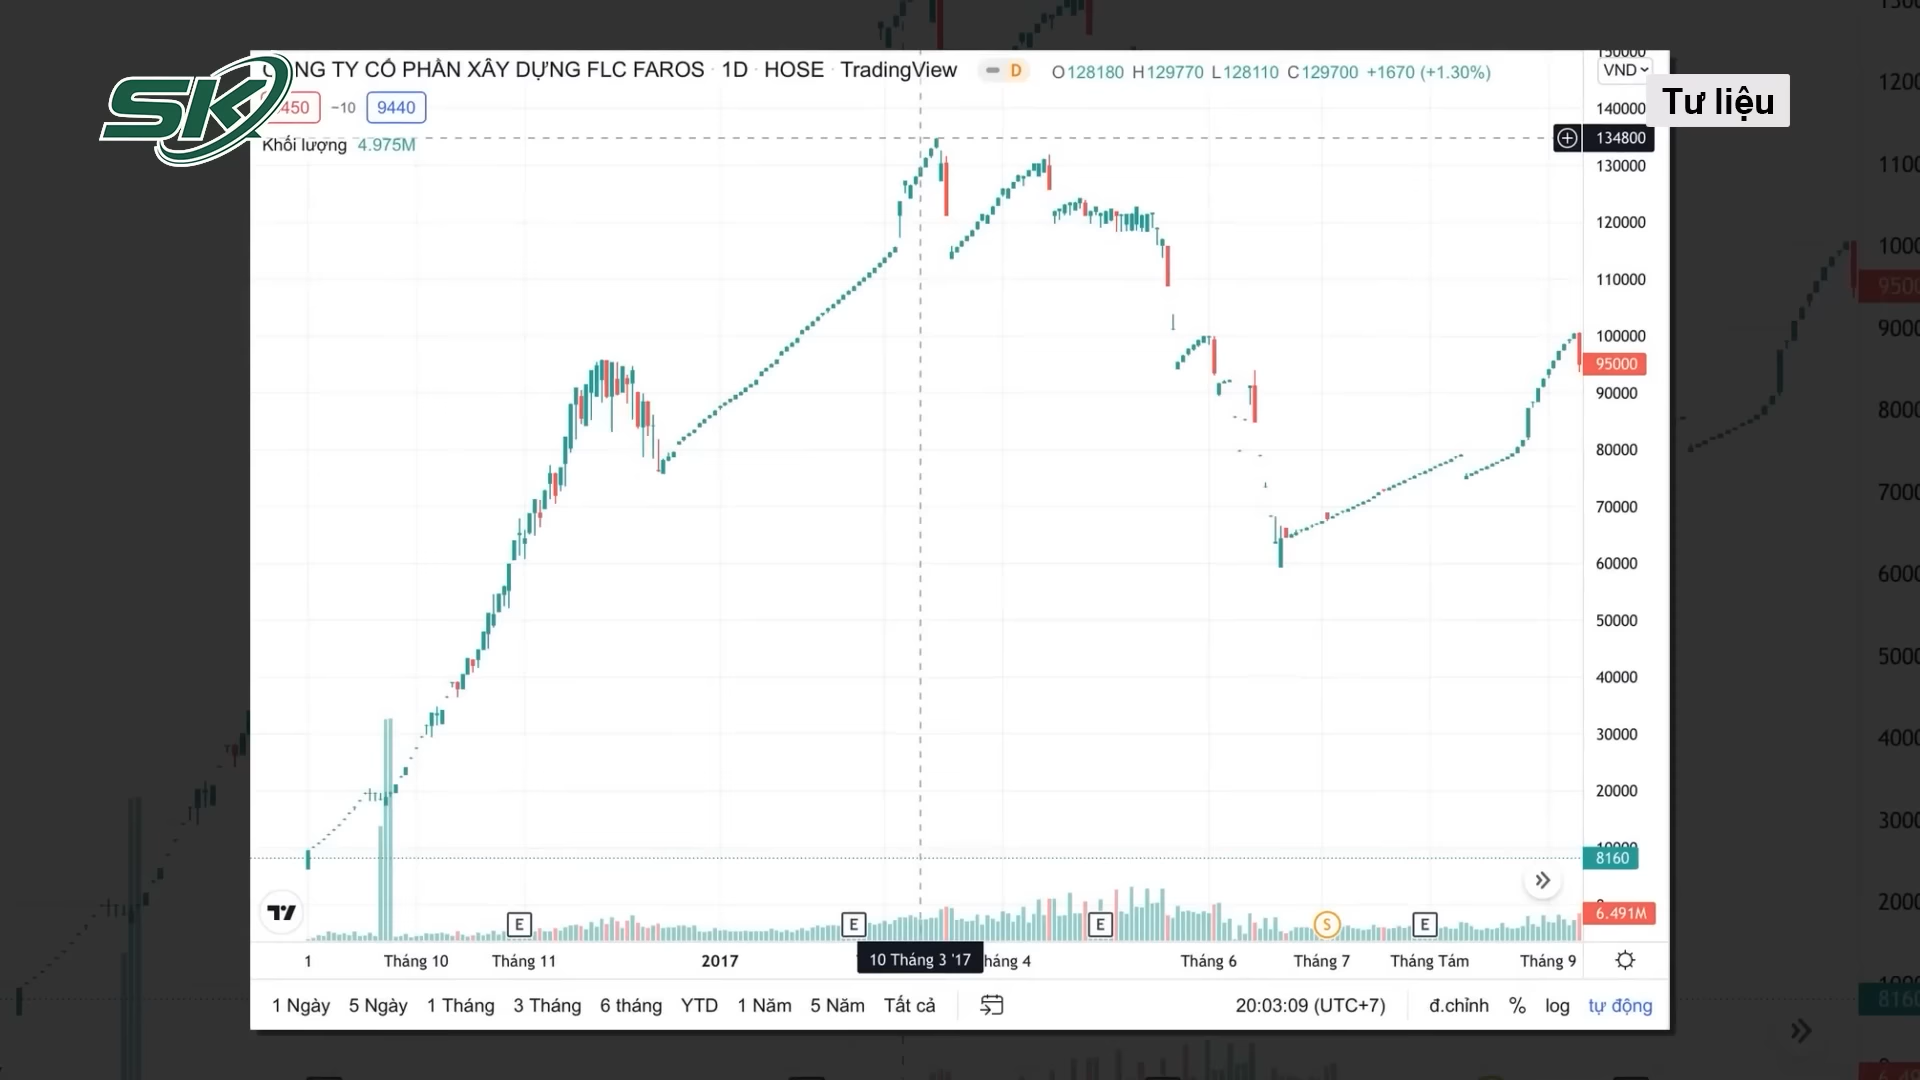 SK
NG TY CỔ PHẦN XÂY DỰNG FLC FAROS · 1D · HOSE · TradingView
D
O128180 H129770 L128110 C129700 +1670 (+1.30%)
VND
Tư liệu
450 −10 9440
Khối lượng 4.975M
150000
140000
134800
130000
120000
110000
100000
95000
90000
80000
70000
60000
50000
40000
30000
20000
10000
8160
6.491M
E E E S E
1 Tháng 10 Tháng 11 2017 10 Tháng 3 '17 háng 4 Tháng 6 Tháng 7 Tháng Tám Tháng 9
1 Ngày 5 Ngày 1 Tháng 3 Tháng 6 tháng YTD 1 Năm 5 Năm Tất cả
20:03:09 (UTC+7) đ.chỉnh % log tự động